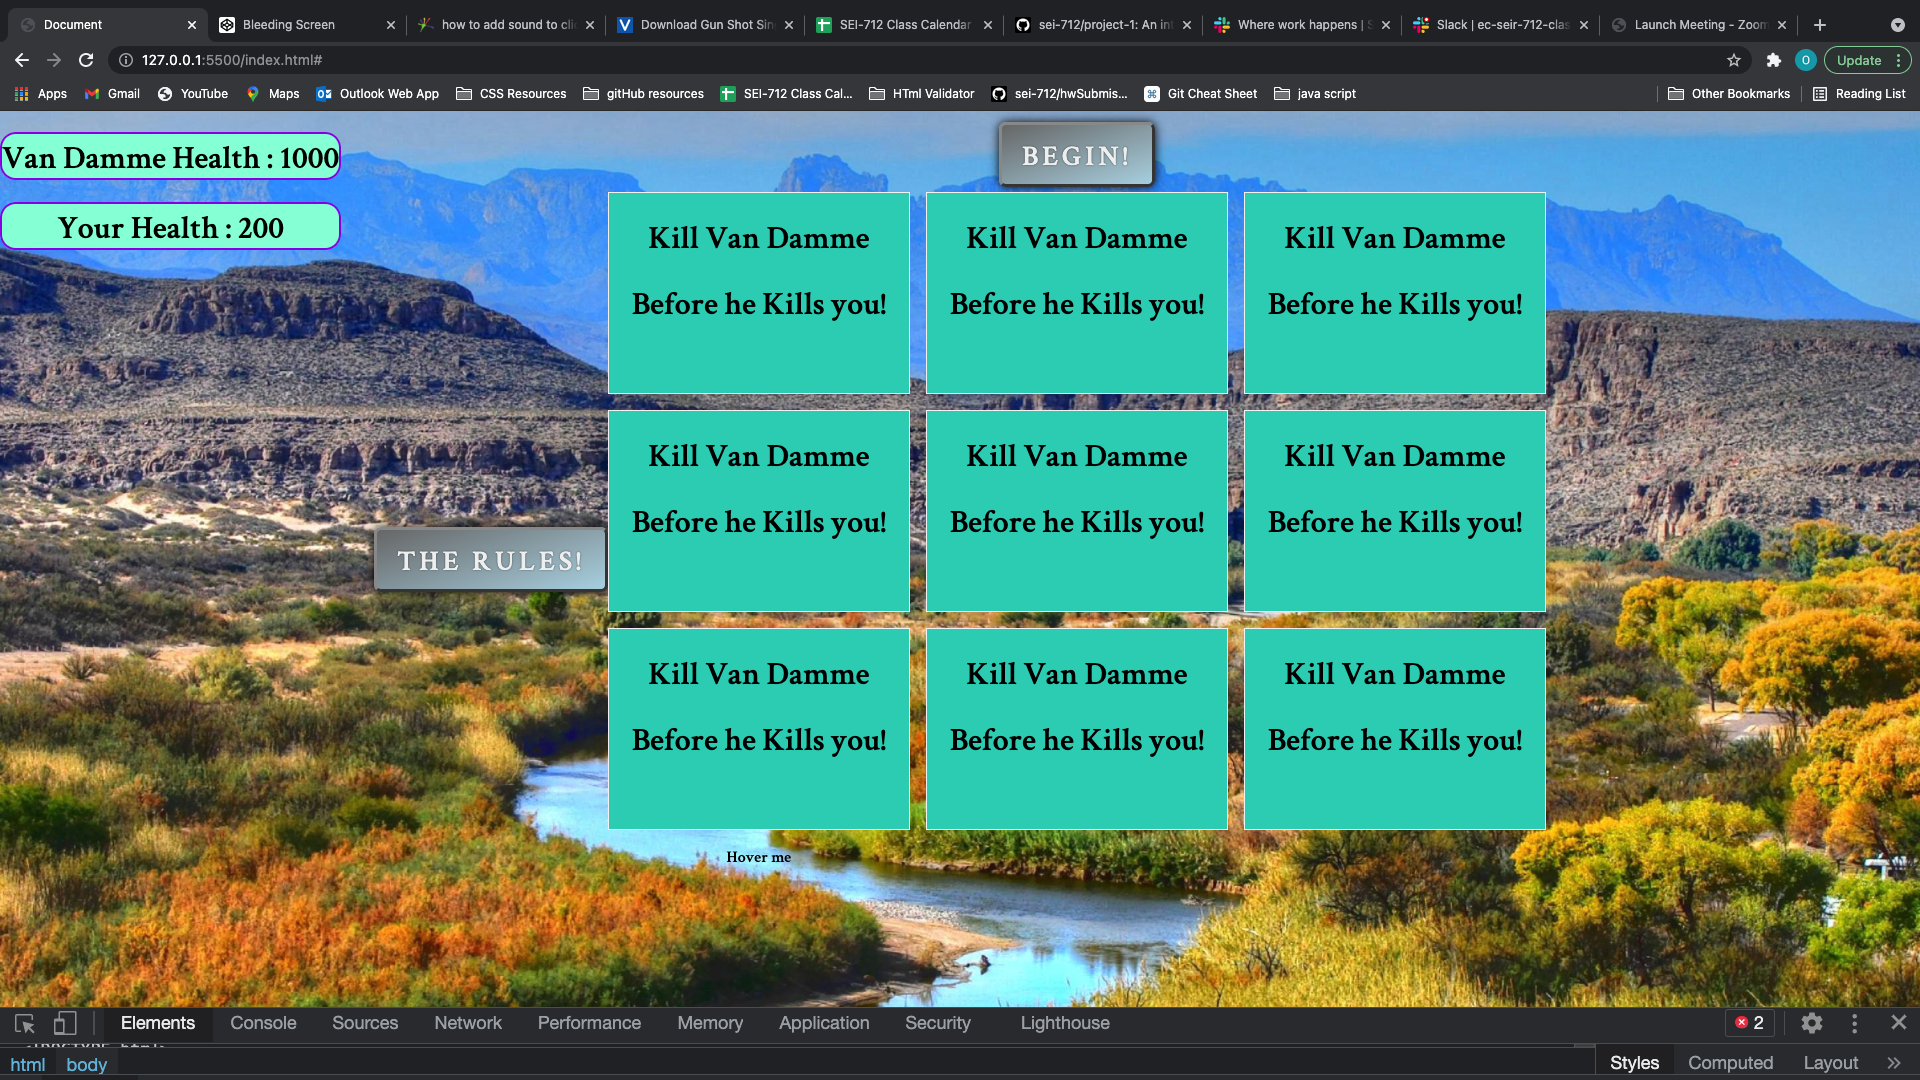 Document
Bleeding Screen
how to add sound to cli
Download Gun Shot Sin
SEI-712 Class Calendar
sei-712/project-1: An in
Where work happens | S
Slack | ec-seir-712-clas
Launch Meeting - Zoom
127.0.0.1:5500/index.html#
O
Update
Apps
Gmail
YouTube
Maps
Outlook Web App
CSS Resources
gitHub resources
SEI-712 Class Cal...
HTml Validator
sei-712/hwSubmis...
Git Cheat Sheet
java script
Other Bookmarks
Reading List
Van Damme Health : 1000
Your Health : 200
BEGIN!
Kill Van Damme
Before he Kills you!
Kill Van Damme
Before he Kills you!
Kill Van Damme
Before he Kills you!
THE RULES!
Kill Van Damme
Before he Kills you!
Kill Van Damme
Before he Kills you!
Kill Van Damme
Before he Kills you!
Kill Van Damme
Before he Kills you!
Kill Van Damme
Before he Kills you!
Kill Van Damme
Before he Kills you!
Hover me
Elements
Console
Sources
Network
Performance
Memory
Application
Security
Lighthouse
2
html
body
Styles
Computed
Layout